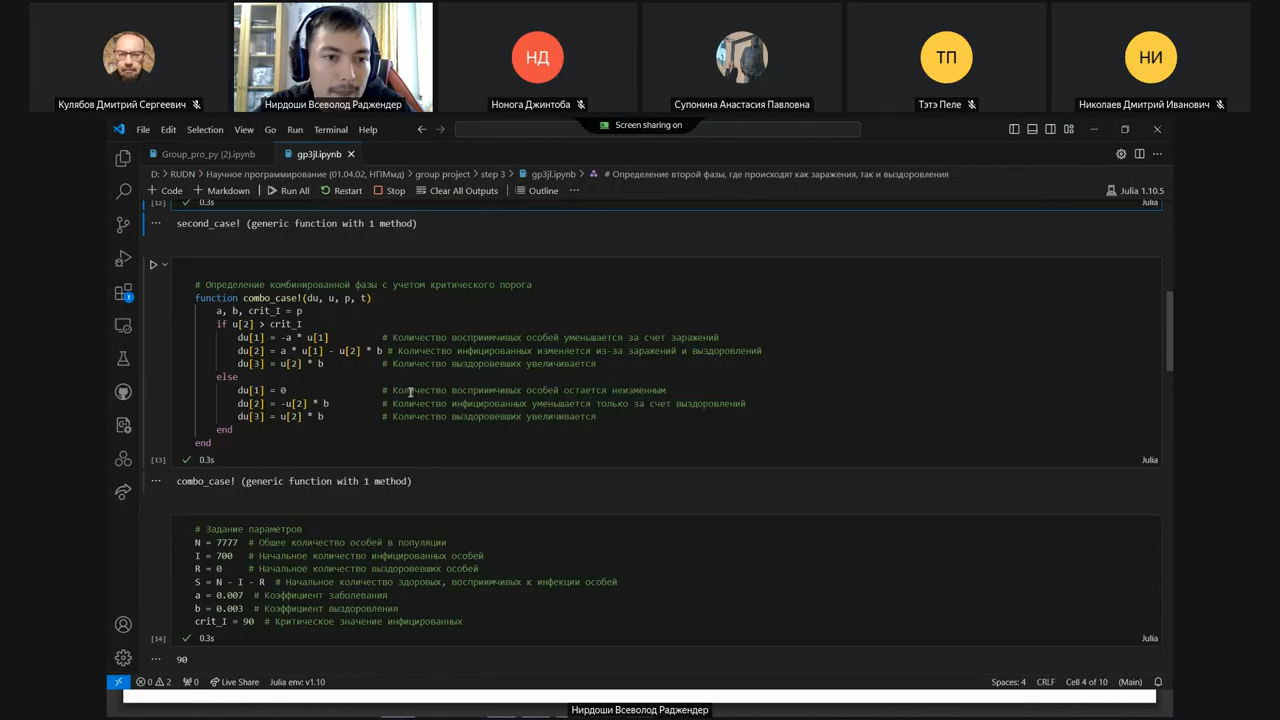 НД
ТП
НИ
Кулябов Дмитрий Сергеевич
Нирдоши Всеволод Раджендер
Нонога Джинтоба
Супонина Анастасия Павловна
Тэтэ Пеле
Николаев Дмитрий Иванович
Screen sharing on
File Edit Selection View Go Run Terminal Help
Group_pro_py (2).ipynb
gp3jl.ipynb
D: > RUDN > Научное программирование (01.04.02, НПМмд) > group project > step 3 > gp3jl.ipynb > # Определение второй фазы, где происходят как заражения, так и выздоровления
+ Code + Markdown Run All Restart Stop Clear All Outputs Outline ... Julia 1.10.5
[12] 0.3s Julia
... second_case! (generic function with 1 method)
# Определение комбинированной фазы с учетом критического порога
function combo_case!(du, u, p, t)
a, b, crit_I = p
if u[2] > crit_I
du[1] = -a * u[1] # Количество восприимчивых особей уменьшается за счет заражений
du[2] = a * u[1] - u[2] * b # Количество инфицированных изменяется из-за заражений и выздоровлений
du[3] = u[2] * b # Количество выздоровевших увеличивается
else
du[1] = 0 # Количество восприимчивых особей остается неизменным
du[2] = -u[2] * b # Количество инфицированных уменьшается только за счет выздоровлений
du[3] = u[2] * b # Количество выздоровевших увеличивается
end
end
[13] 0.3s Julia
... combo_case! (generic function with 1 method)
# Задание параметров
N = 7777 # Общее количество особей в популяции
I = 700 # Начальное количество инфицированных особей
R = 0 # Начальное количество выздоровевших особей
S = N - I - R # Начальное количество здоровых, восприимчивых к инфекции особей
a = 0.007 # Коэффициент заболевания
b = 0.003 # Коэффициент выздоровления
crit_I = 90 # Критическое значение инфицированных
[14] 0.3s Julia
... 90
0 2 0 Live Share Julia env: v1.10 Spaces: 4 CRLF Cell 4 of 10 (Main)
Нирдоши Всеволод Раджендер